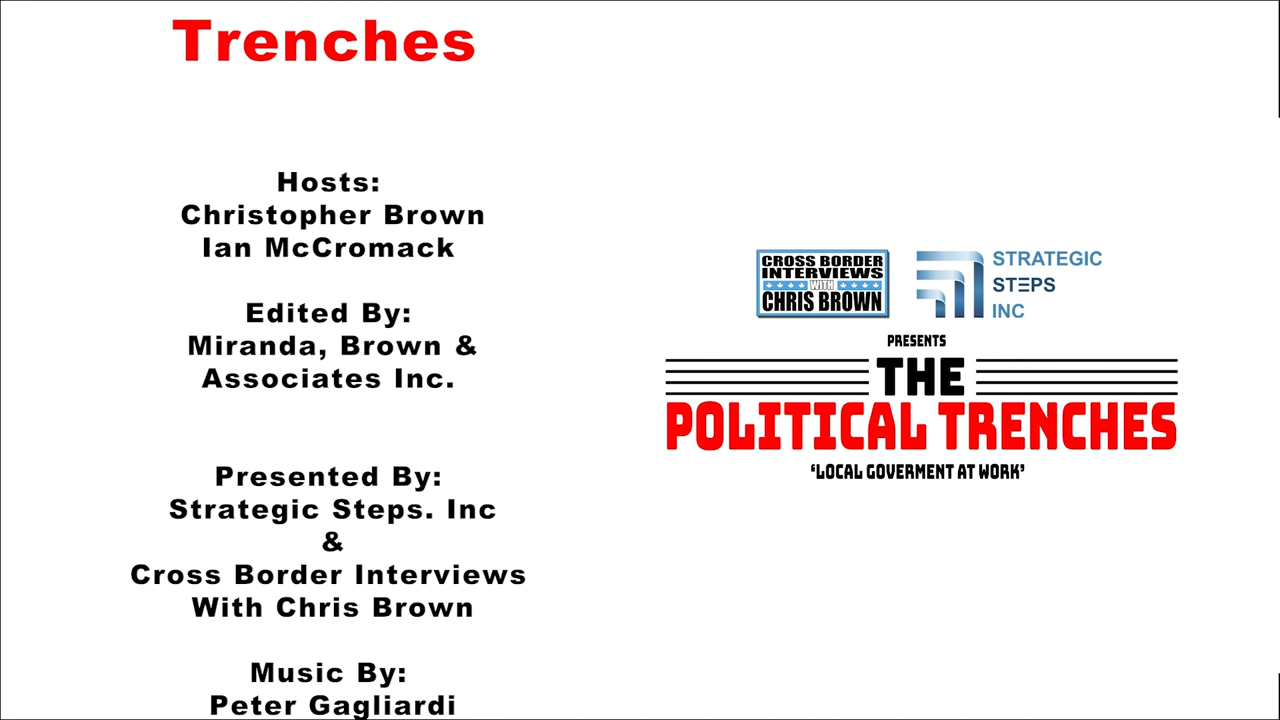 Trenches
Hosts:
Christopher Brown
Ian McCromack
Edited By:
Miranda, Brown &
Associates Inc.
Presented By:
Strategic Steps. Inc
&
Cross Border Interviews
With Chris Brown
Music By:
Peter Gagliardi
CROSS BORDER
INTERVIEWS
WITH
CHRIS BROWN
STRATEGIC
STEPS
INC
PRESENTS
THE
POLITICAL TRENCHES
‘LOCAL GOVERMENT AT WORK’